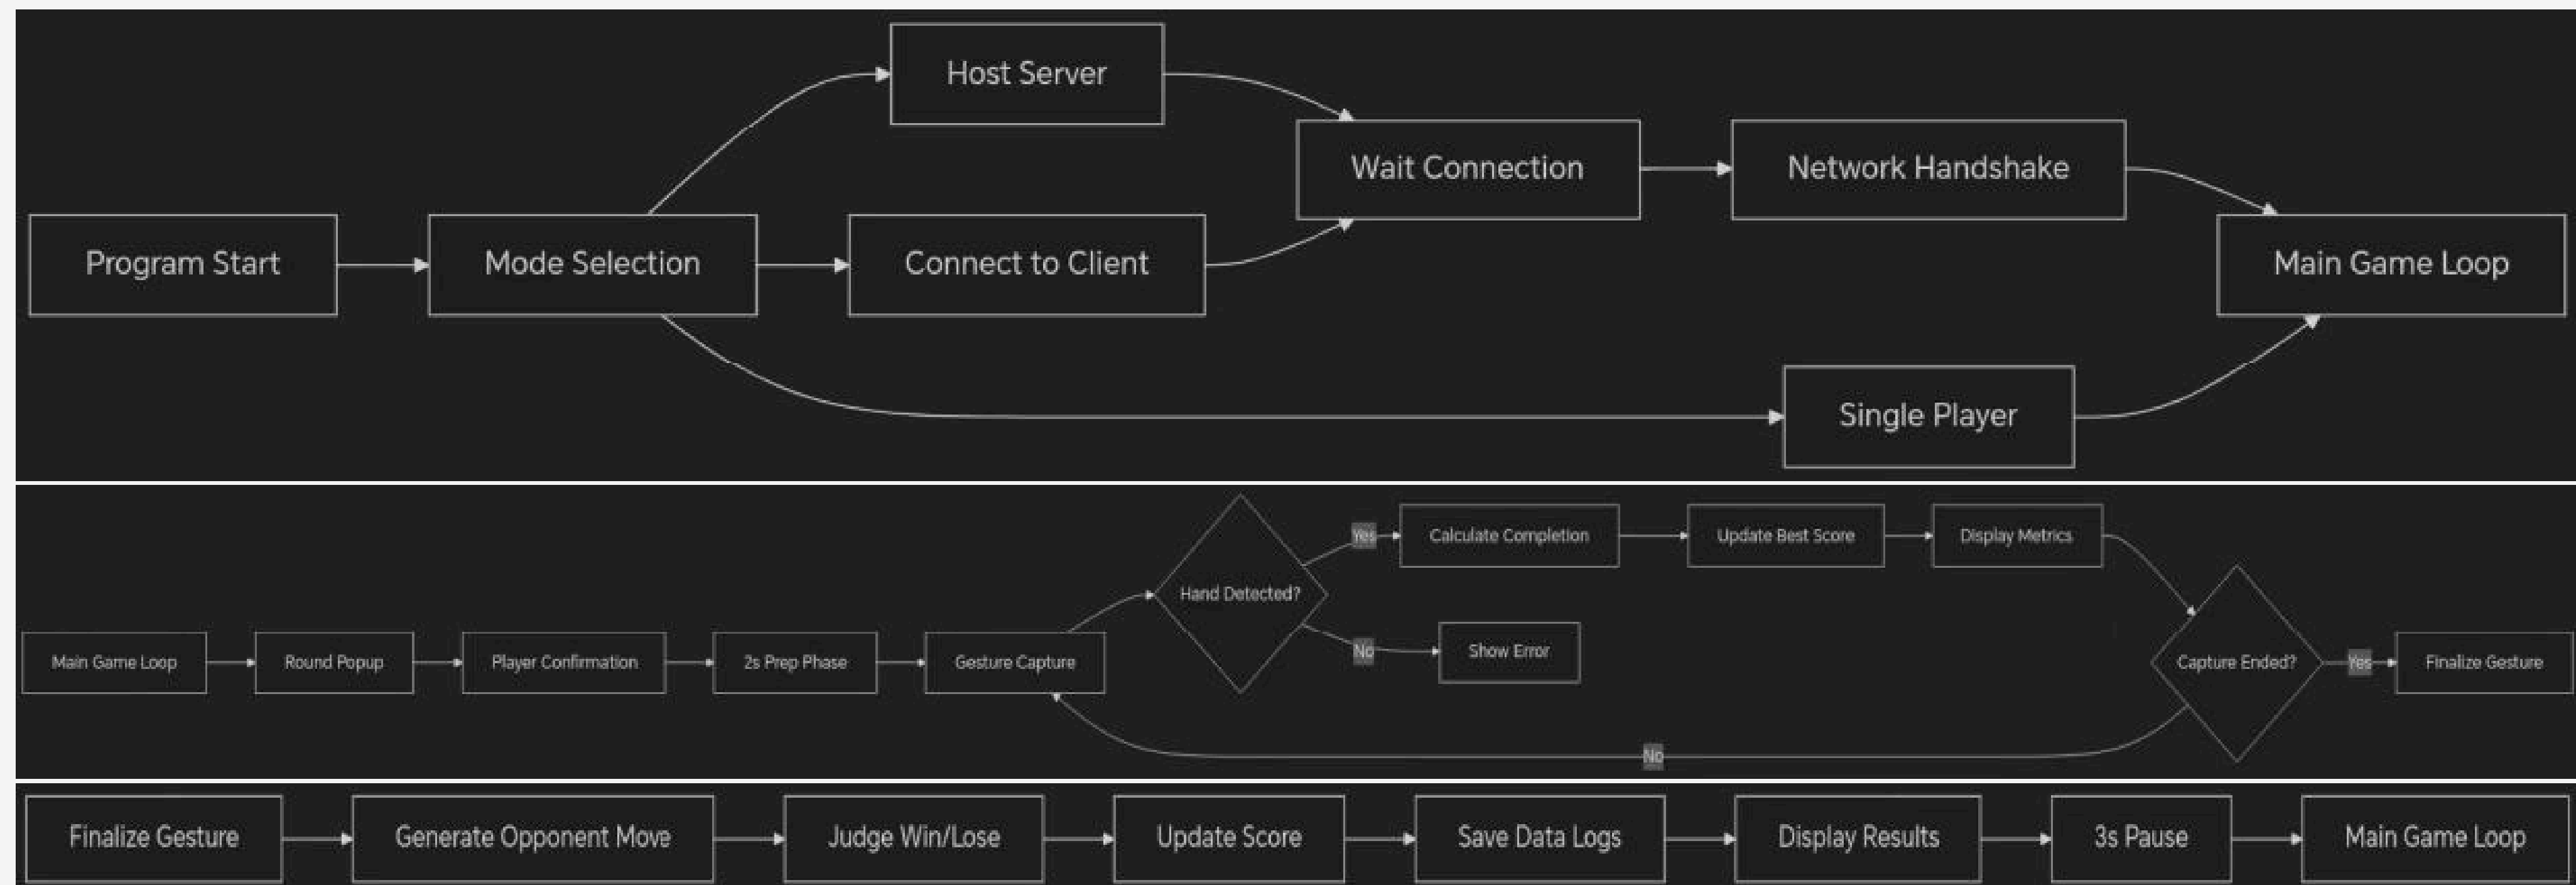 Host Server
Wait Connection
Network Handshake
Program Start
Mode Selection
Connect to Client
Main Game Loop
Single Player
Yes
Calculate Completion
Update Best Score
Display Metrics
Hand Detected?
No
Show Error
Main Game Loop
Round Popup
Player Confirmation
2s Prep Phase
Gesture Capture
Capture Ended?
Yes
Finalize Gesture
No
Finalize Gesture
Generate Opponent Move
Judge Win/Lose
Update Score
Save Data Logs
Display Results
3s Pause
Main Game Loop